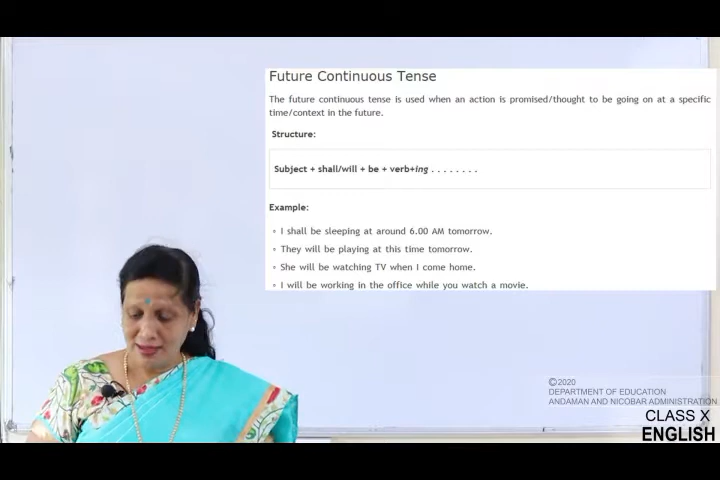 Future Continuous Tense
The future continuous tense is used when an action is promised/thought to be going on at a specific
time/context in the future.
Structure:
Subject + shall/will + be + verb+ing . . . . . . . .
Example:
▫ I shall be sleeping at around 6.00 AM tomorrow.
▫ They will be playing at this time tomorrow.
▫ She will be watching TV when I come home.
▫ I will be working in the office while you watch a movie.
©2020
DEPARTMENT OF EDUCATION
ANDAMAN AND NICOBAR ADMINISTRATION
CLASS X
ENGLISH